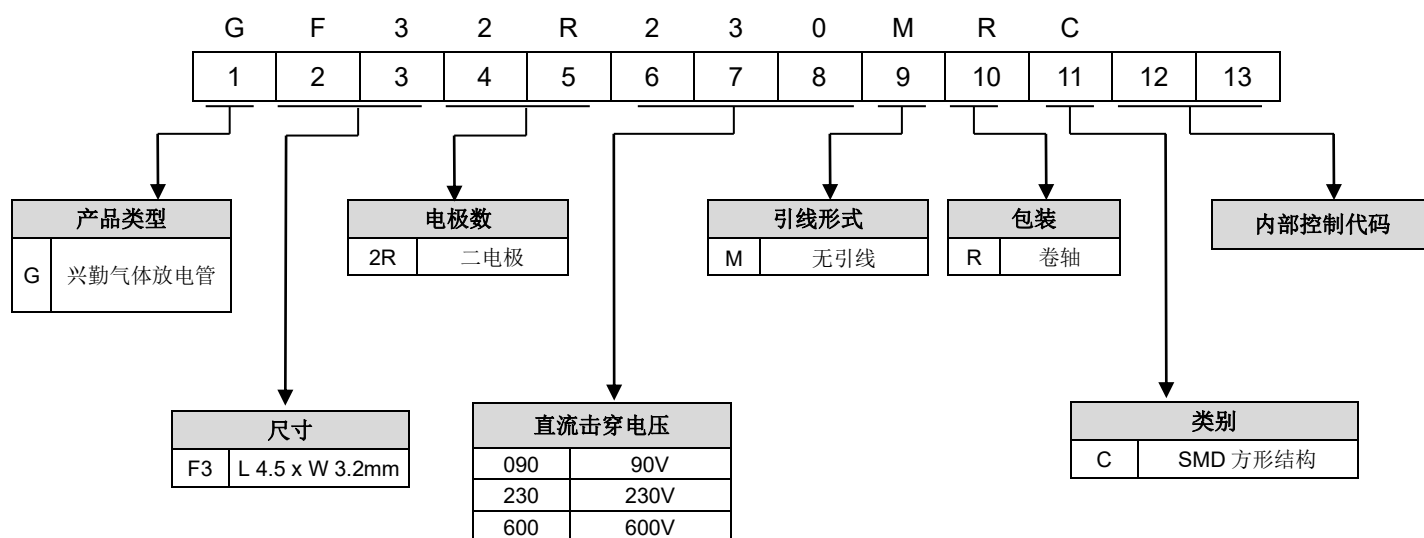 G F 3 2 R 2 3 0 M R C
1 2 3 4 5 6 7 8 9 10 11 12 13
产品类型
G 兴勤气体放电管
电极数
2R 二电极
引线形式
M 无引线
包装
R 卷轴
内部控制代码
尺寸
F3 L 4.5 x W 3.2mm
直流击穿电压
090 90V
230 230V
600 600V
类别
C SMD 方形结构